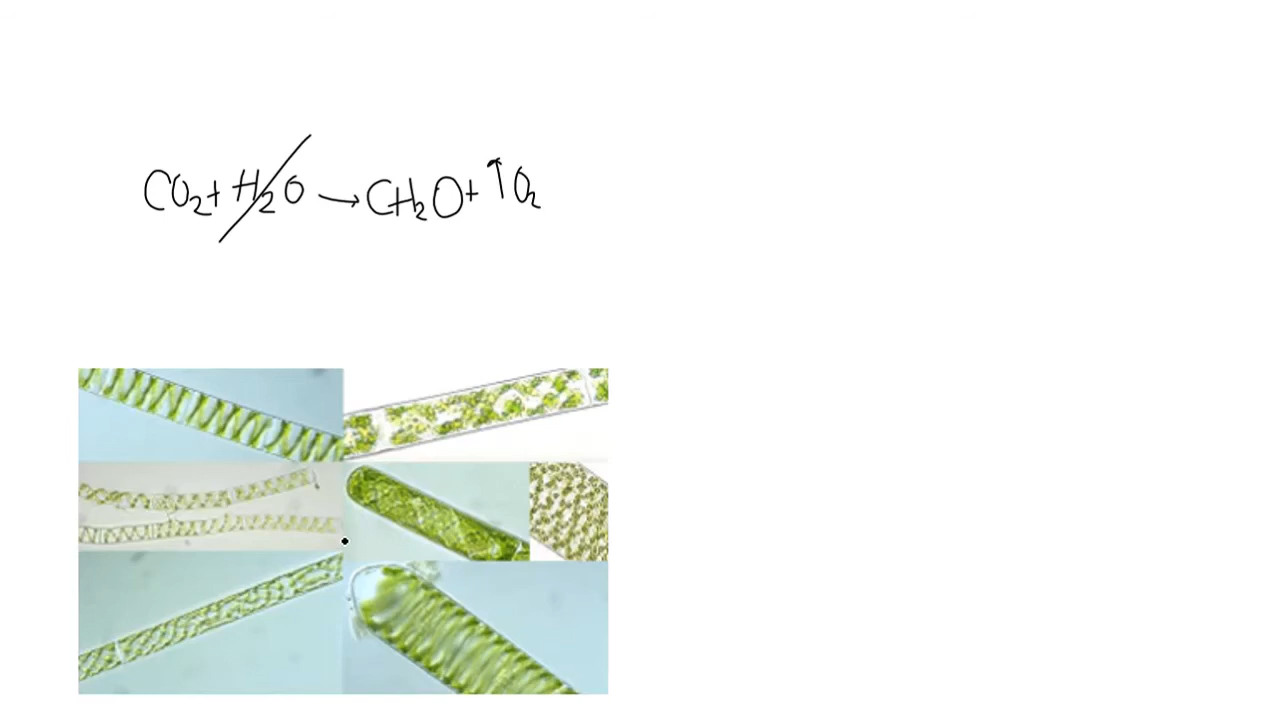 CO₂ + H₂O → CH₂O + ↑ O₂